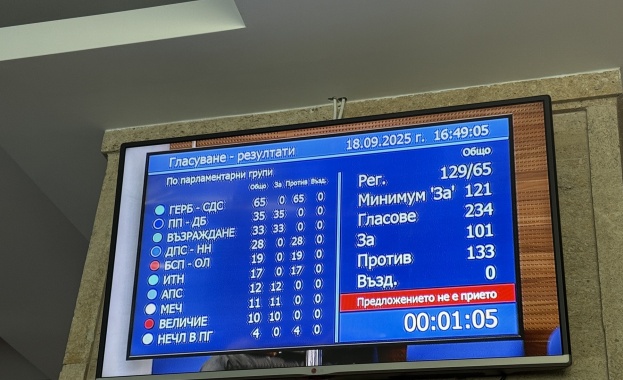 Гласуване - резултати 18.09.2025 г. 16:49:05
По парламентарни групи
Общо За Против Възд.
ГЕРБ - СДС 65 0 65 0
ПП - ДБ 35 35 0 0
ВЪЗРАЖДАНЕ 33 33 0 0
ДПС - НН 28 0 28 0
БСП - ОЛ 19 0 19 0
ИТН 17 0 17 0
АПС 12 12 0 0
МЕЧ 11 11 0 0
ВЕЛИЧИЕ 10 10 0 0
НЕЧЛ В ПГ 4 0 4 0
Общо
Рег. 129/65
Минимум 'За' 121
Гласове 234
За 101
Против 133
Възд. 0
Предложението не е прието
00:01:05